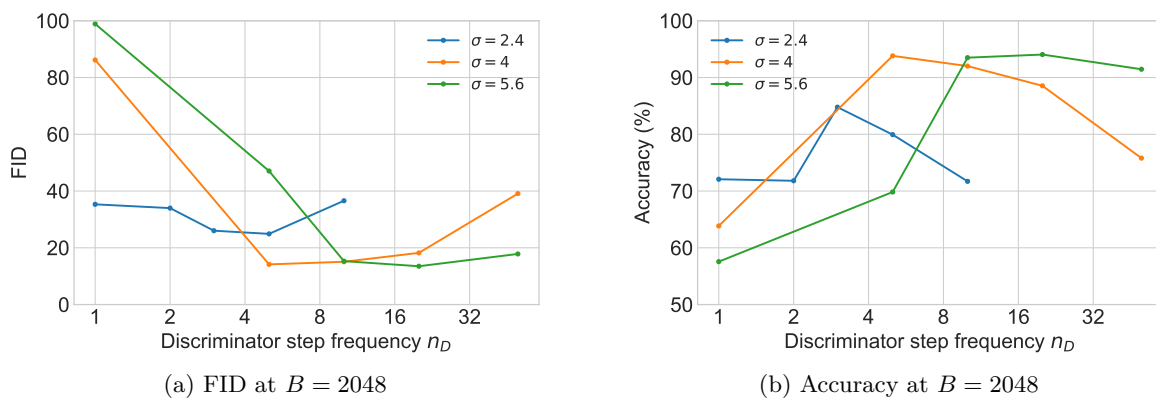 100
80
60
40
20
0
FID
σ = 2.4
σ = 4
σ = 5.6
1 2 4 8 16 32
Discriminator step frequency n_D
(a) FID at B = 2048
100
90
80
70
60
50
Accuracy (%)
σ = 2.4
σ = 4
σ = 5.6
1 2 4 8 16 32
Discriminator step frequency n_D
(b) Accuracy at B = 2048